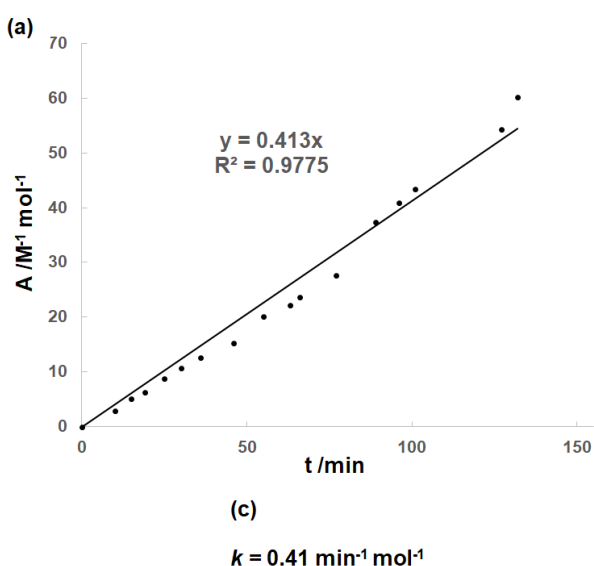 (a)
70
60
50
40
30
20
10
0
A /M⁻¹ mol⁻¹
y = 0.413x
R² = 0.9775
0 50 100 150
t /min
(c)
k = 0.41 min⁻¹ mol⁻¹